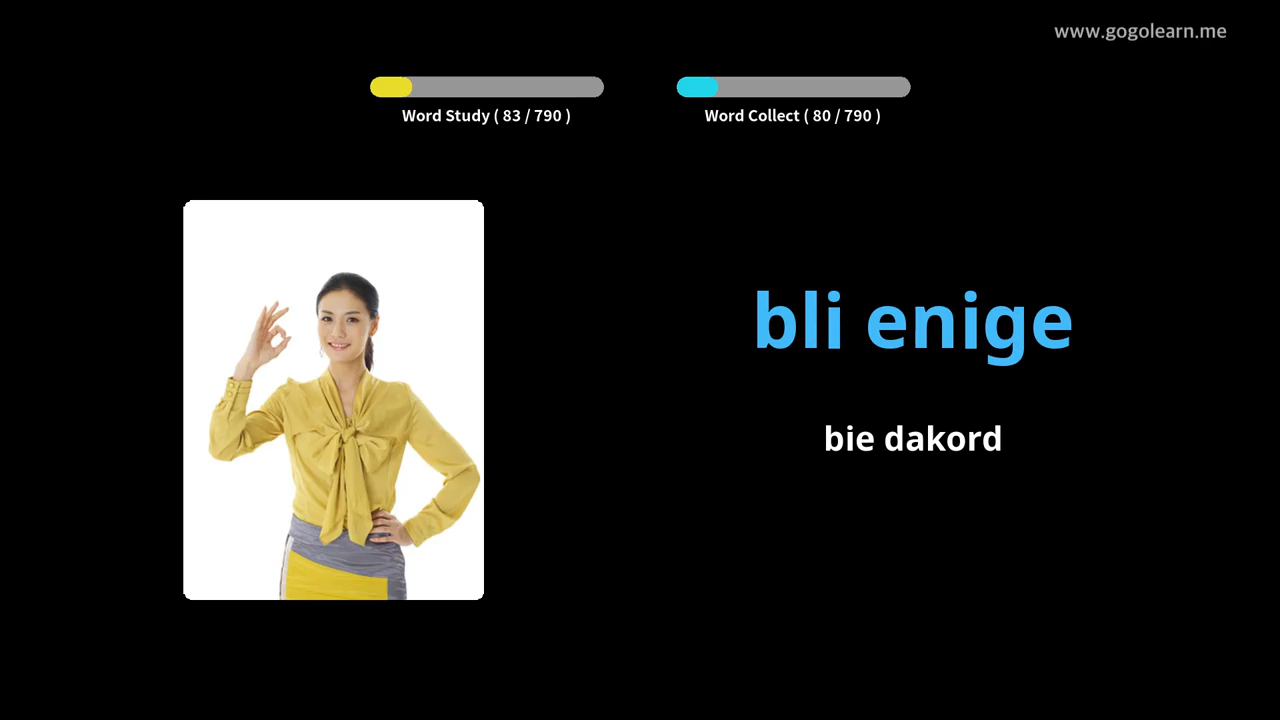 www.gogolearn.me
Word Study ( 83 / 790 )
Word Collect ( 80 / 790 )
bli enige
bie dakord